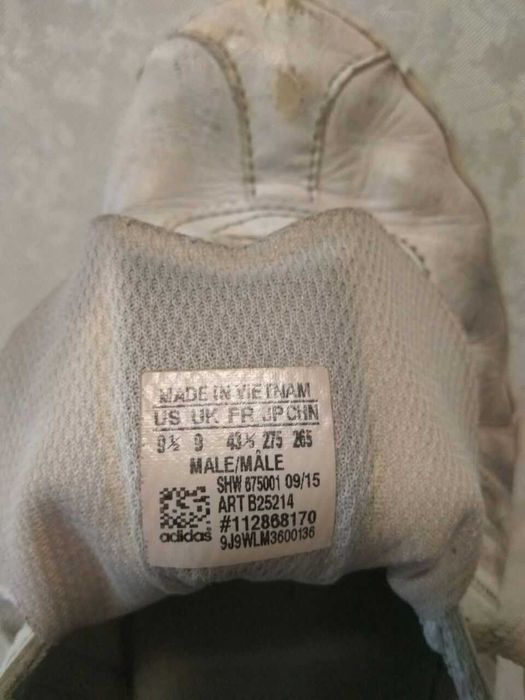 MADE IN VIETNAM
US UK FR JP CHN
9½ 9 43⅓ 275 265
MALE/MÂLE
SHW 675001 09/15
ART B25214
#112868170
adidas 9J9WLM3600136